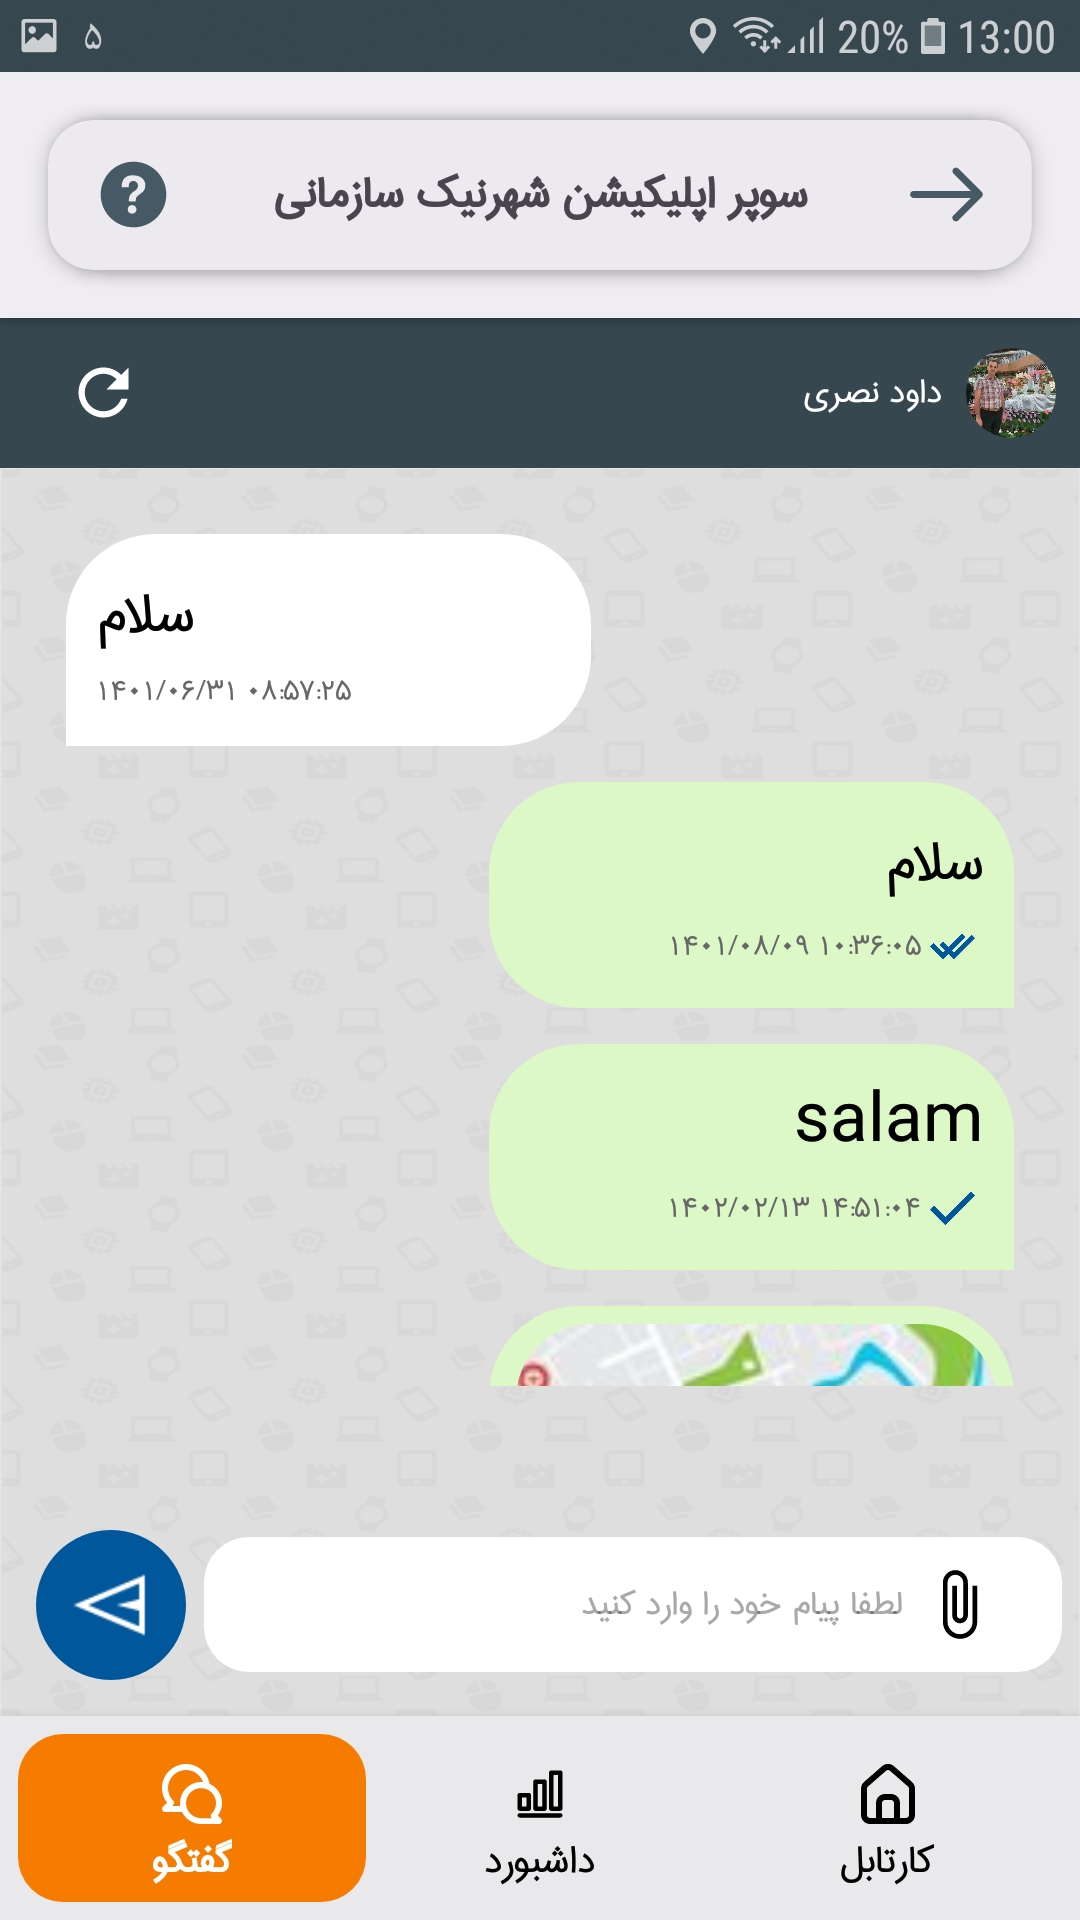 ۵ 20% 13:00
سوپر اپلیکیشن شهرنیک سازمانی
داود نصری
سلام
۱۴۰۱/۰۶/۳۱ ۰۸:۵۷:۲۵
سلام
۱۴۰۱/۰۸/۰۹ ۱۰:۳۶:۰۵
salam
۱۴۰۲/۰۲/۱۳ ۱۴:۵۱:۰۴
لطفا پیام خود را وارد کنید
کارتابل
داشبورد
گفتگو